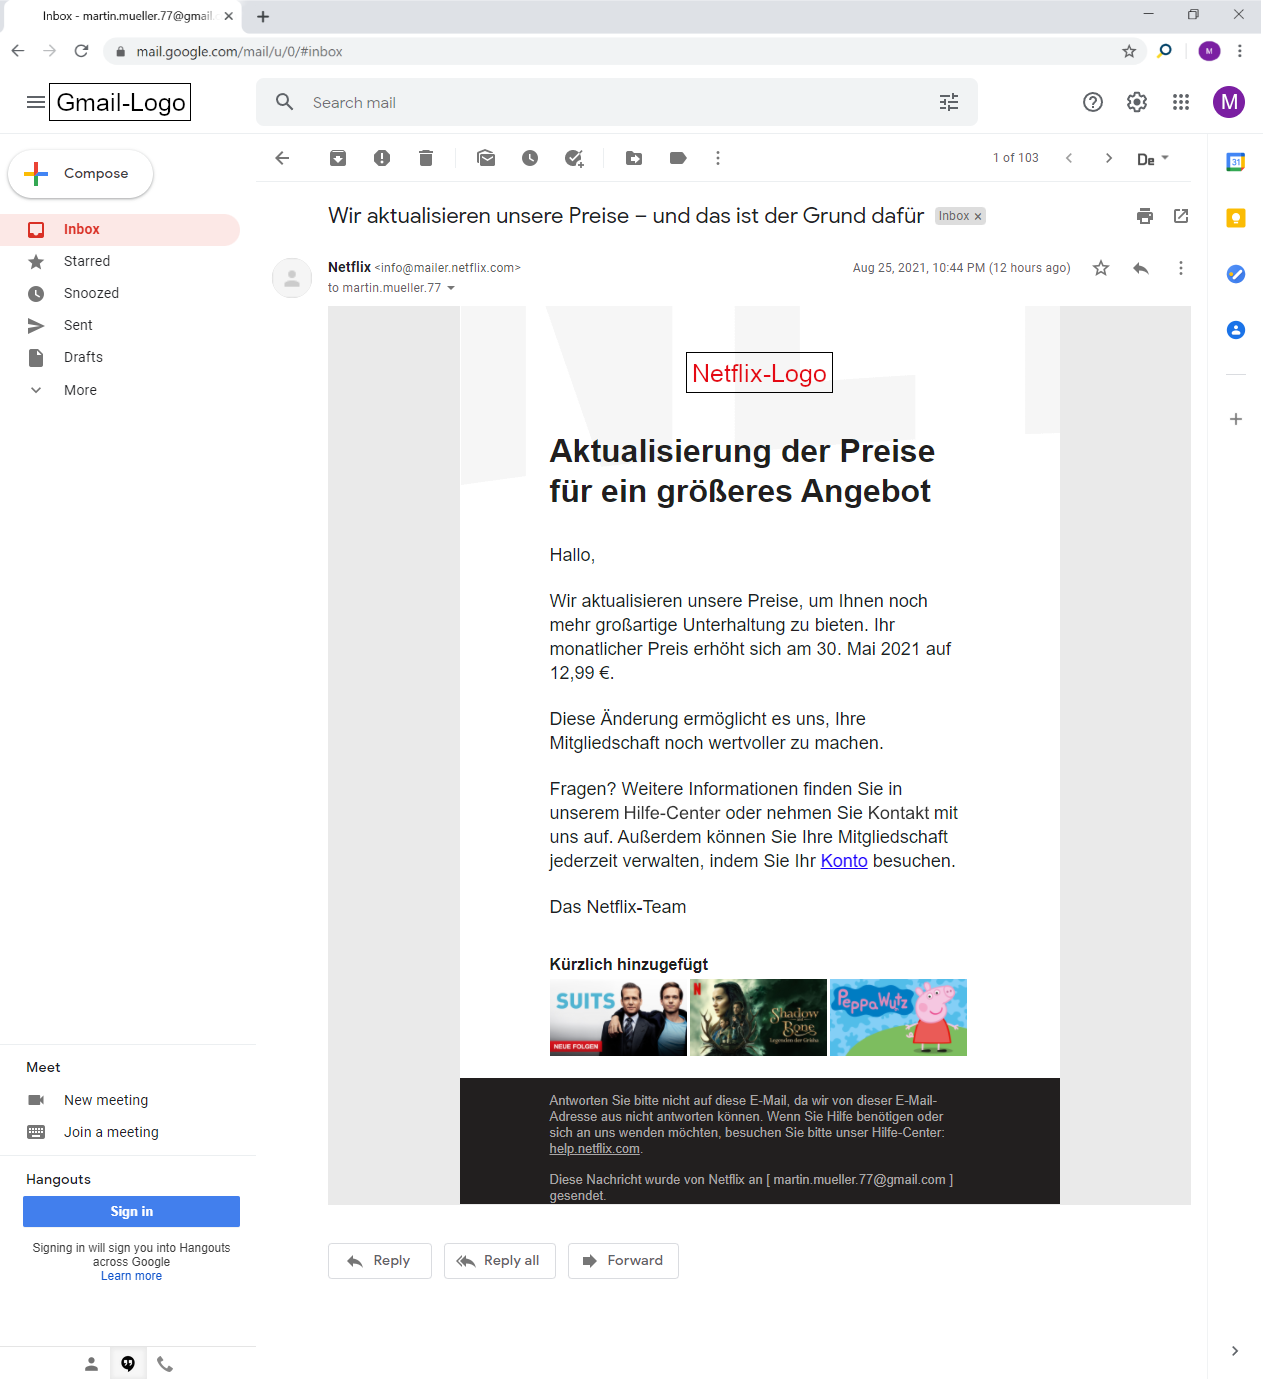 Inbox - martin.mueller.77@gmail.
mail.google.com/mail/u/0/#inbox
M
Gmail-Logo
Search mail
M
Compose
1 of 103
De
31
Inbox
Starred
Snoozed
Sent
Drafts
More
Wir aktualisieren unsere Preise – und das ist der Grund dafür
Inbox x
Netflix <info@mailer.netflix.com>
Aug 25, 2021, 10:44 PM (12 hours ago)
to martin.mueller.77
Netflix-Logo
Aktualisierung der Preise
für ein größeres Angebot
Hallo,
Wir aktualisieren unsere Preise, um Ihnen noch
mehr großartige Unterhaltung zu bieten. Ihr
monatlicher Preis erhöht sich am 30. Mai 2021 auf
12,99 €.
Diese Änderung ermöglicht es uns, Ihre
Mitgliedschaft noch wertvoller zu machen.
Fragen? Weitere Informationen finden Sie in
unserem Hilfe-Center oder nehmen Sie Kontakt mit
uns auf. Außerdem können Sie Ihre Mitgliedschaft
jederzeit verwalten, indem Sie Ihr Konto besuchen.
Das Netflix-Team
Kürzlich hinzugefügt
SUITS
NEUE FOLGEN
N
Shadow and Bone
Legenden der Grisha
Peppa Wutz
Antworten Sie bitte nicht auf diese E-Mail, da wir von dieser E-Mail-
Adresse aus nicht antworten können. Wenn Sie Hilfe benötigen oder
sich an uns wenden möchten, besuchen Sie bitte unser Hilfe-Center:
help.netflix.com.
Diese Nachricht wurde von Netflix an [ martin.mueller.77@gmail.com ]
gesendet.
Reply
Reply all
Forward
Meet
New meeting
Join a meeting
Hangouts
Sign in
Signing in will sign you into Hangouts
across Google
Learn more